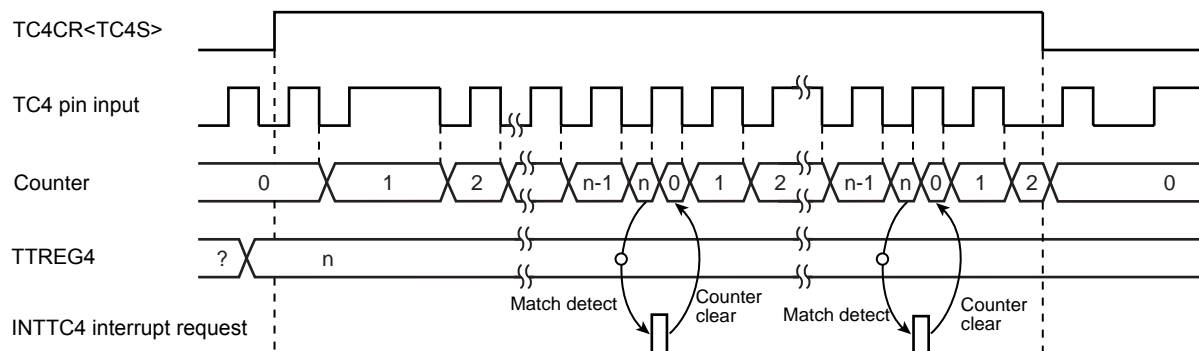 TC4CR<TC4S>
TC4 pin input
Counter
0 1 2 n-1 n 0 1 2 n-1 n 0 1 2 0
TTREG4
? n
Match detect Counter clear Match detect Counter clear
INTTC4 interrupt request